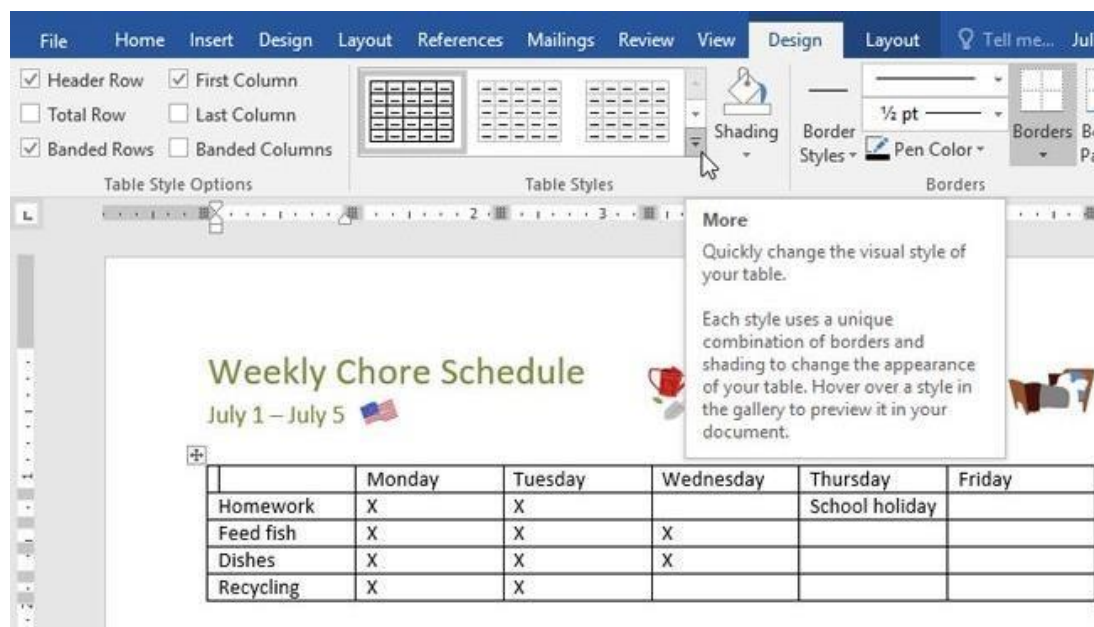 File Home Insert Design Layout References Mailings Review View Design Layout Tell me... Jul
Header Row First Column
Total Row Last Column
Banded Rows Banded Columns
Table Style Options
Table Styles
Shading
Border
Styles
½ pt
Pen Color
Borders
B
Pa
Borders
L
2 3
More
Quickly change the visual style of
your table.
Each style uses a unique
combination of borders and
shading to change the appearance
of your table. Hover over a style in
the gallery to preview it in your
document.
Weekly Chore Schedule
July 1 – July 5
Monday Tuesday Wednesday Thursday Friday
Homework X X School holiday
Feed fish X X X
Dishes X X X
Recycling X X